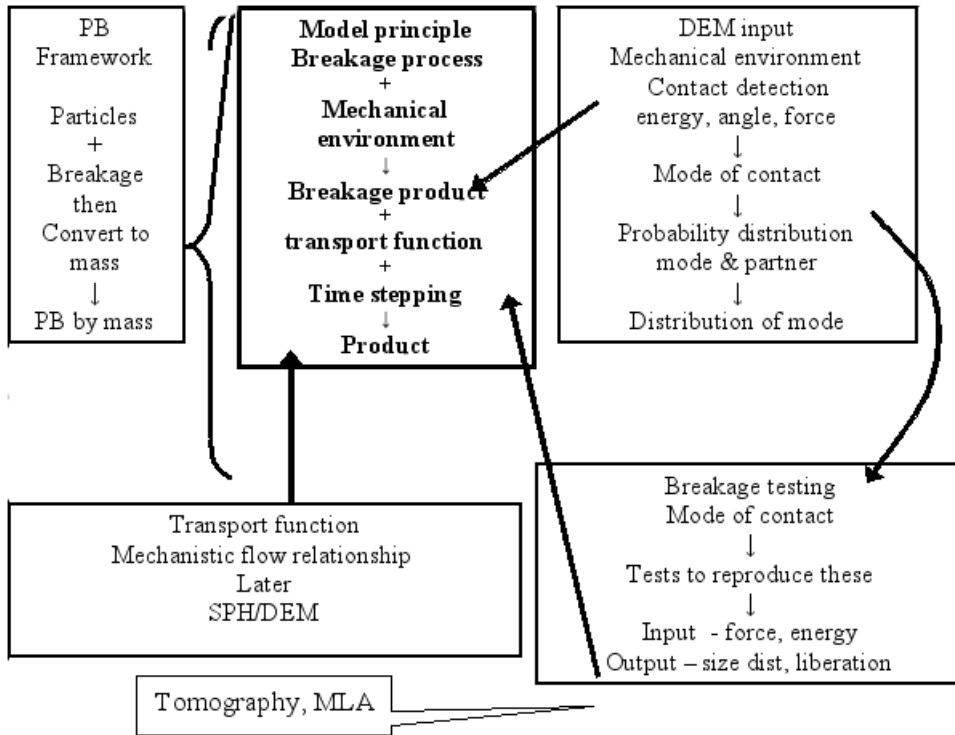 PB
Framework
Particles
+
Breakage
then
Convert to
mass
↓
PB by mass
Model principle
Breakage process
+
Mechanical
environment
↓
Breakage product
+
transport function
+
Time stepping
↓
Product
DEM input
Mechanical environment
Contact detection
energy, angle, force
↓
Mode of contact
↓
Probability distribution
mode & partner
↓
Distribution of mode
Transport function
Mechanistic flow relationship
Later
SPH/DEM
Breakage testing
Mode of contact
↓
Tests to reproduce these
↓
Input - force, energy
Output – size dist, liberation
Tomography, MLA